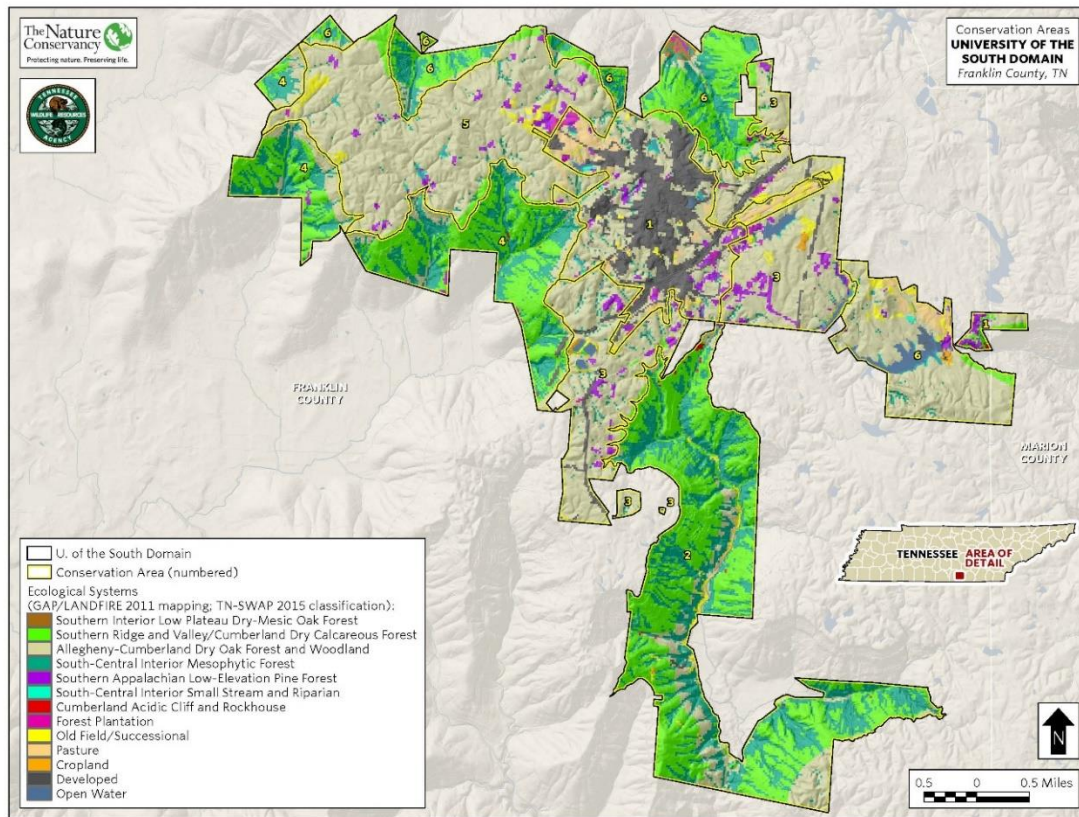 The Nature
Conservancy
Protecting nature. Preserving life.
TENNESSEE
WILDLIFE RESOURCES
AGENCY
Conservation Areas
UNIVERSITY OF THE
SOUTH DOMAIN
Franklin County, TN
6
6
6
4
6
6
3
5
4
4
1
3
1
6
3
FRANKLIN
COUNTY
MARION
COUNTY
3
3
2
TENNESSEE
AREA OF
DETAIL
U. of the South Domain
Conservation Area (numbered)
Ecological Systems
(GAP/LANDFIRE 2011 mapping; TN-SWAP 2015 classification):
Southern Interior Low Plateau Dry-Mesic Oak Forest
Southern Ridge and Valley/Cumberland Dry Calcareous Forest
Allegheny-Cumberland Dry Oak Forest and Woodland
South-Central Interior Mesophytic Forest
Southern Appalachian Low-Elevation Pine Forest
South-Central Interior Small Stream and Riparian
Cumberland Acidic Cliff and Rockhouse
Forest Plantation
Old Field/Successional
Pasture
Cropland
Developed
Open Water
N
0.5 0 0.5 Miles